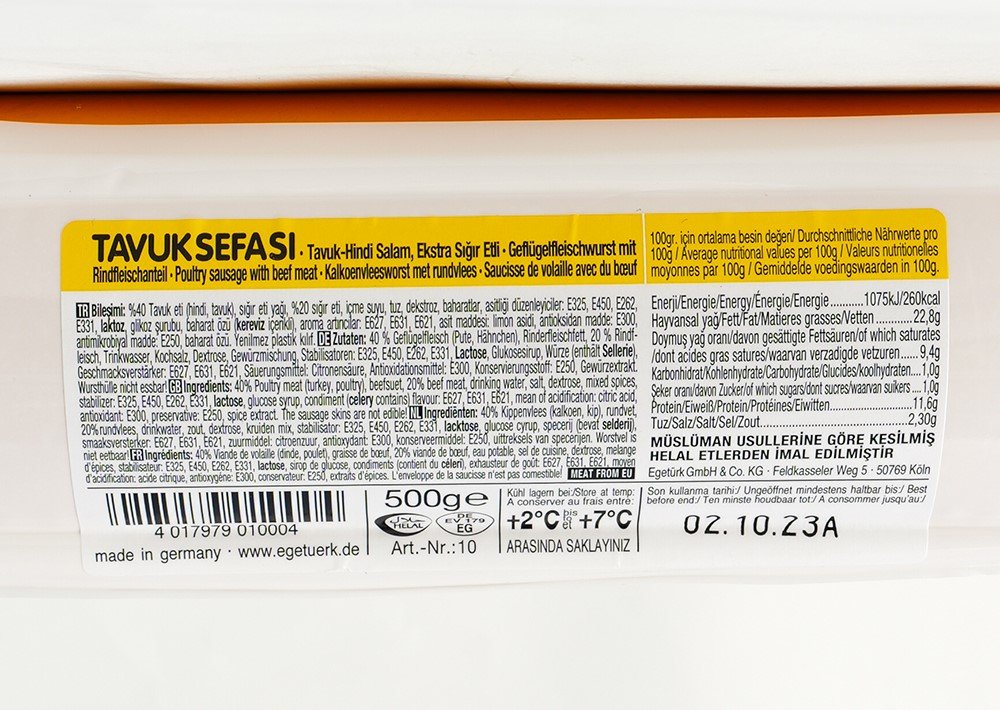 TAVUK SEFASI · Tavuk-Hindi Salam, Ekstra Sığır Etli · Geflügelfleischwurst mit
Rindfleischanteil · Poultry sausage with beef meat · Kalkoenvleesworst met rundvlees · Saucisse de volaille avec du bœuf
TR Bileşimi: %40 Tavuk eti (hindi, tavuk), sığır eti yağı, %20 sığır eti, içme suyu, tuz, dekstroz, baharatlar, asitliği düzenleyiciler: E325, E450, E262,
E331, laktoz, glikoz şurubu, baharat özü (kereviz içerikli), aroma artırıcılar: E627, E631, E621, asit maddesi: limon asidi, antioksidan madde: E300,
antimikrobiyal madde: E250, baharat özü. Yenilmez plastik kılıf. DE Zutaten: 40 % Geflügelfleisch (Pute, Hähnchen), Rinderfleischfett, 20 % Rindf-
leisch, Trinkwasser, Kochsalz, Dextrose, Gewürzmischung, Stabilisatoren: E325, E450, E262, E331, Lactose, Glukosesirup, Würze (enthält Sellerie),
Geschmacksverstärker: E627, E631, E621, Säuerungsmittel: Citronensäure, Antioxidationsmittel: E300, Konservierungsstoff: E250, Gewürzextrakt.
Wursthülle nicht essbar! GB Ingredients: 40% Poultry meat (turkey, poultry), beefsuet, 20% beef meat, drinking water, salt, dextrose, mixed spices,
stabilizer: E325, E450, E262, E331, lactose, glucose syrup, condiment (celery contains) flavour: E627, E631, E621, mean of acidification: citric acid,
antioxidant: E300, preservative: E250, spice extract. The sausage skins are not edible! NL Ingrediënten: 40% Kippenvlees (kalkoen, kip), rundvet,
20% rundvlees, drinkwater, zout, dextrose, kruiden mix, stabilisator: E325, E450, E262, E331, lacktose, glucose syrup, specerij (bevat selderij),
smaaksversterker: E627, E631, E621, zuurmiddel: citroenzuur, antioxydant: E300, konserveermiddel: E250, uittreksels van specerijen. Worstvel is
niet eetbaar! FR Ingrédients: 40% Viande de volaille (dinde, poulet), graisse de bœuf, 20% viande de bœuf, eau potable, sel de cuisine, dextrose, melange
d'épices, stabilisateur: E325, E450, E262, E331, lactose, sirop de glucose, condiments (contient du céleri), exhausteur de goût: E627, E631, E621, moyen
d'acidification: acide citrique, antioxygène: E300, conservateur: E250, extraits d'épices. L'enveloppe de la saucisse n'est pas comestible! MEAT FROM EU
100gr. için ortalama besin değeri/ Durchschnittliche Nährwerte pro
100g / Average nutritional values per 100g / Valeurs nutritionelles
moyonnes par 100g / Gemiddelde voedingswaarden in 100g.
Enerji/Energie/Energy/Énergie/Energie ..........1075kJ/260kcal
Hayvansal yağ/Fett/Fat/Matieres grasses/Vetten ..........22,8g
Doymuş yağ oranı/davon gesättigte Fettsäuren/of which saturates
/dont acides gras satures/waarvan verzadigde vetzuren.....9,4g
Karbonhidrat/Kohlenhydrate/Carbohydrate/Glucides/koolhydraten....1,0g
Şeker oranı/davon Zucker/of which sugars/dont sucres/waarvan suikers ....1,0g
Protein/Eiweiß/Protein/Protéines/Eiwitten..........11,6g
Tuz/Salz/Salt/Sel/Zout..........2,30g
MÜSLÜMAN USULLERİNE GÖRE KESİLMİŞ
HELAL ETLERDEN İMAL EDİLMİŞTİR
Egetürk GmbH & Co. KG · Feldkasseler Weg 5 · 50769 Köln
4 017979 010004
made in germany · www.egetuerk.de
500g e
HALAL
DE
EV 179
EG
Art.-Nr.:10
Kühl lagern bei:/Store at temp:
A conserver au frais entre:
+2°C bis to et +7°C
ARASINDA SAKLAYINIZ
Son kullanma tarihi:/ Ungeöffnet mindestens haltbar bis:/ Best
before end:/ Ten minste houdbaar tot:/ A consommer jusqu'au:/
02.10.23A